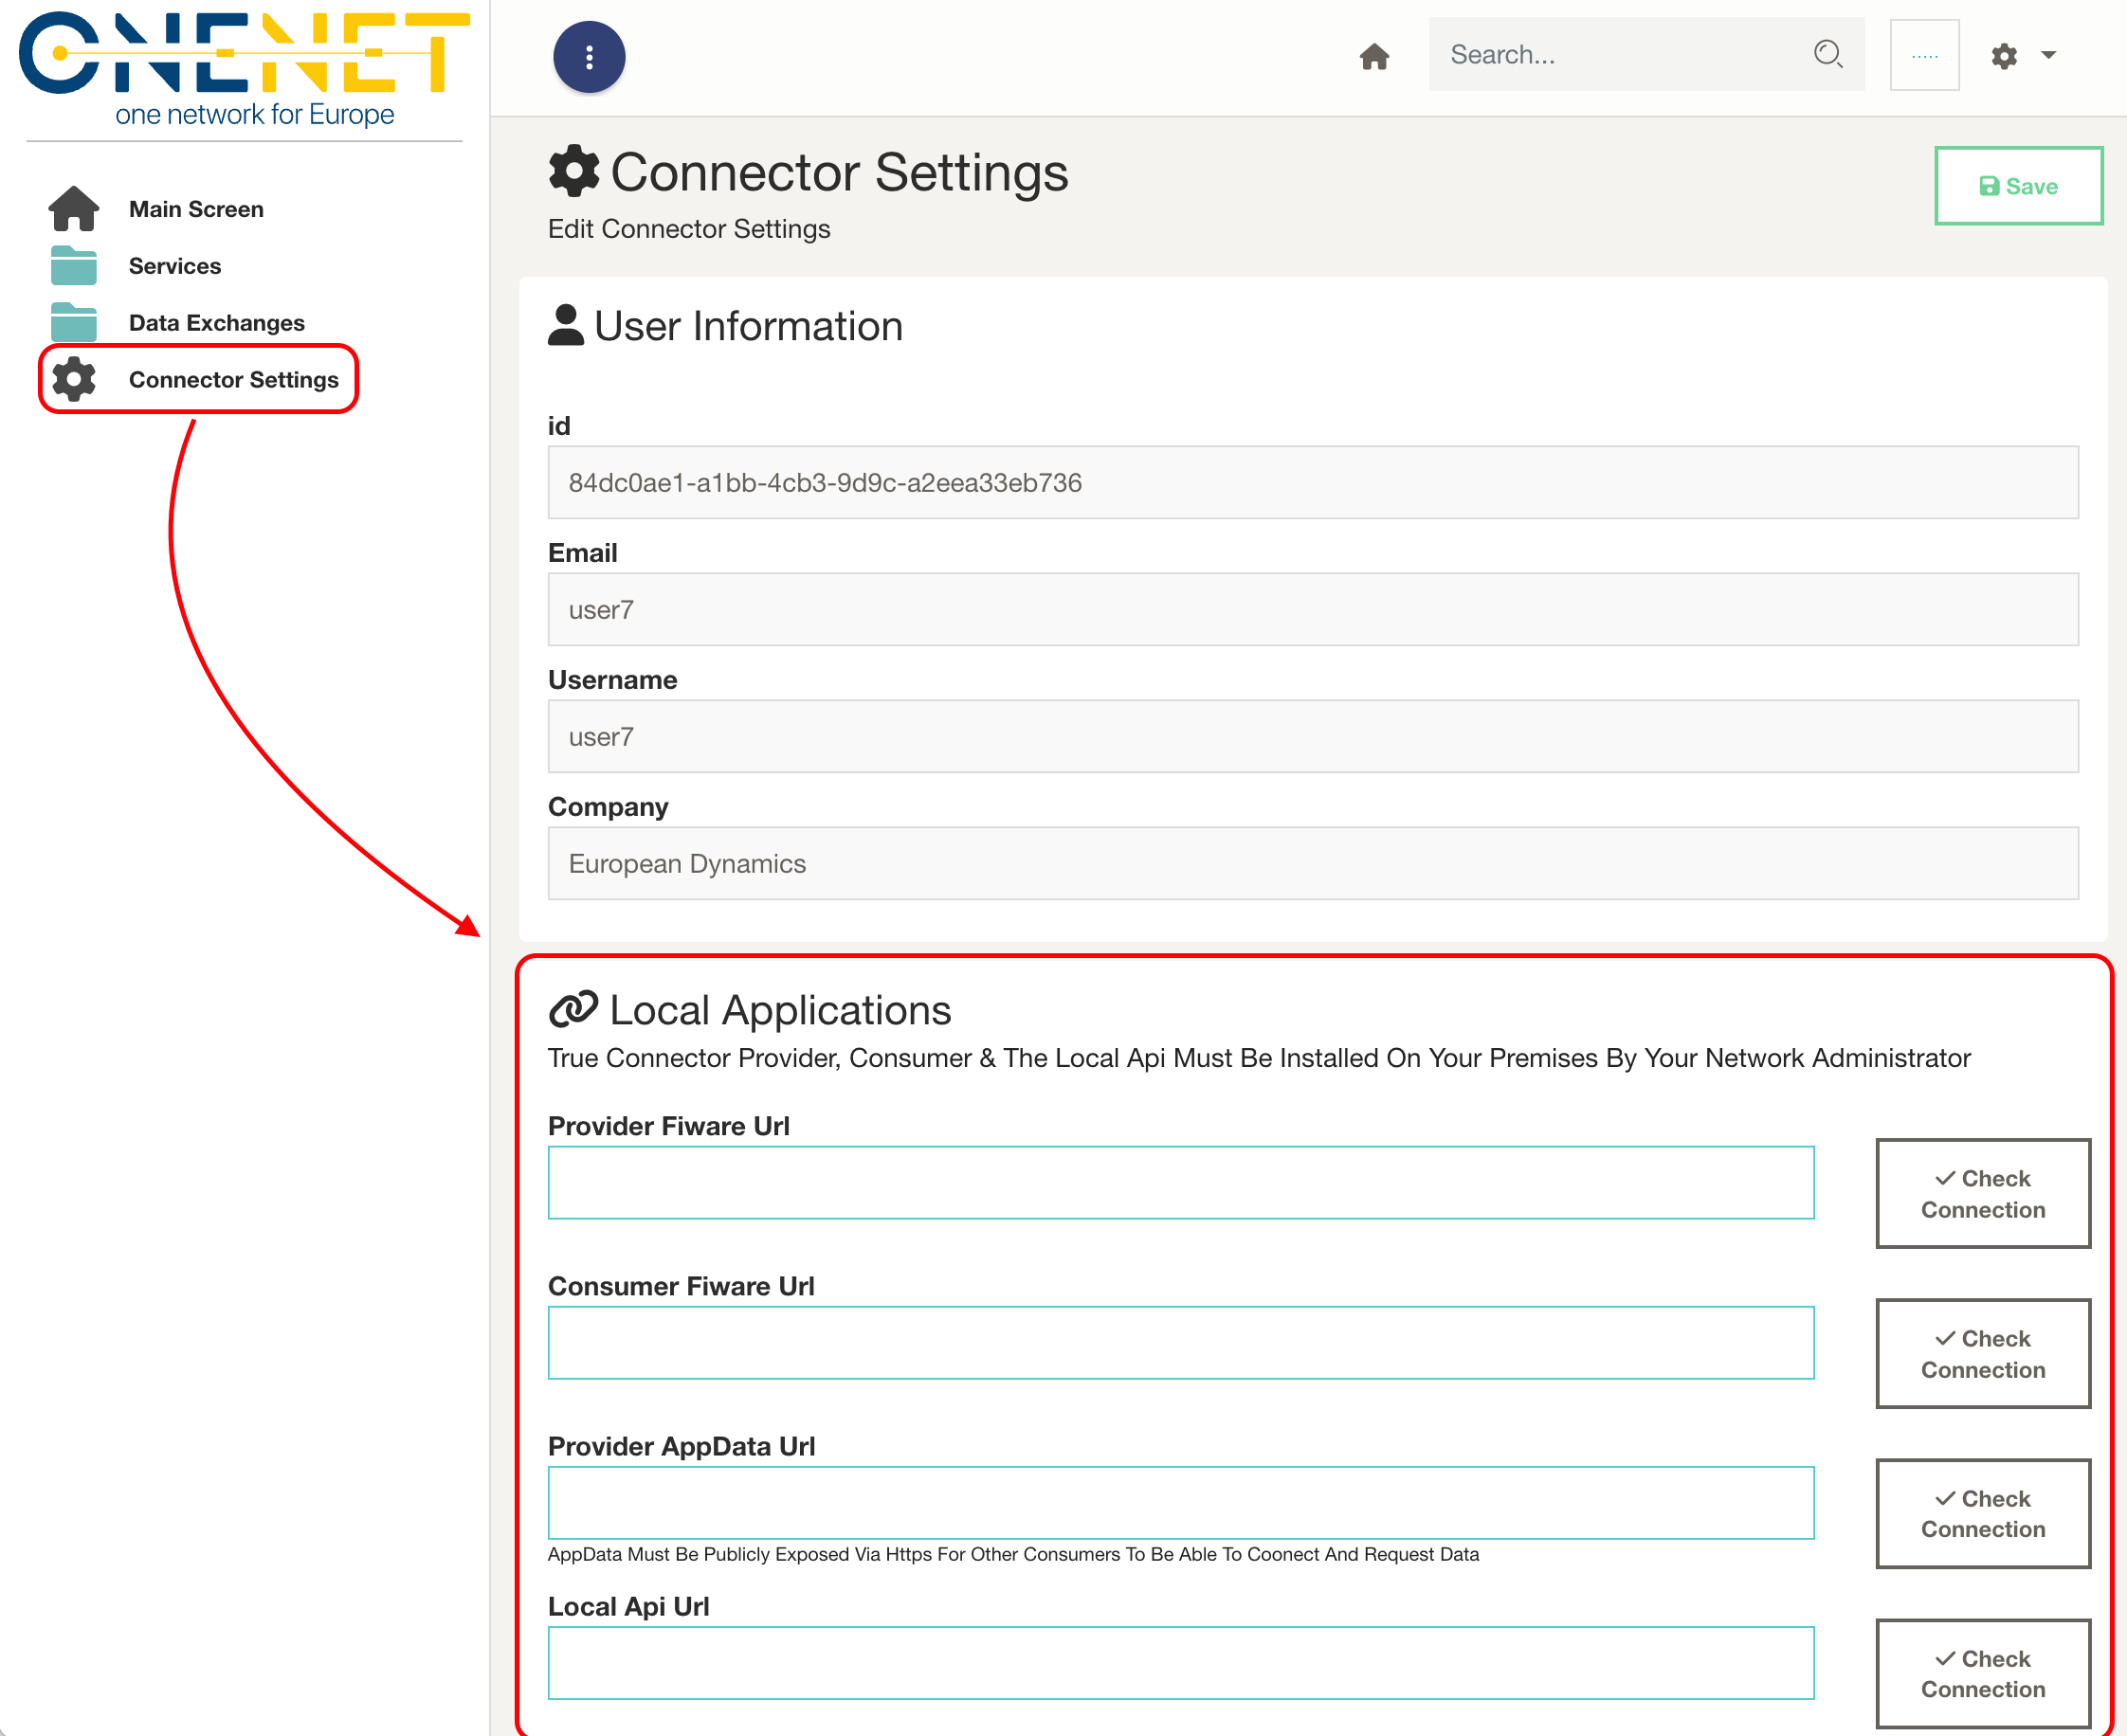 ONENET
one network for Europe
Search...
.....
Main Screen
Services
Data Exchanges
Connector Settings
Connector Settings
Edit Connector Settings
Save
User Information
id
84dc0ae1-a1bb-4cb3-9d9c-a2eea33eb736
Email
user7
Username
user7
Company
European Dynamics
Local Applications
True Connector Provider, Consumer & The Local Api Must Be Installed On Your Premises By Your Network Administrator
Provider Fiware Url
Check
Connection
Consumer Fiware Url
Check
Connection
Provider AppData Url
Check
Connection
AppData Must Be Publicly Exposed Via Https For Other Consumers To Be Able To Coonect And Request Data
Local Api Url
Check
Connection